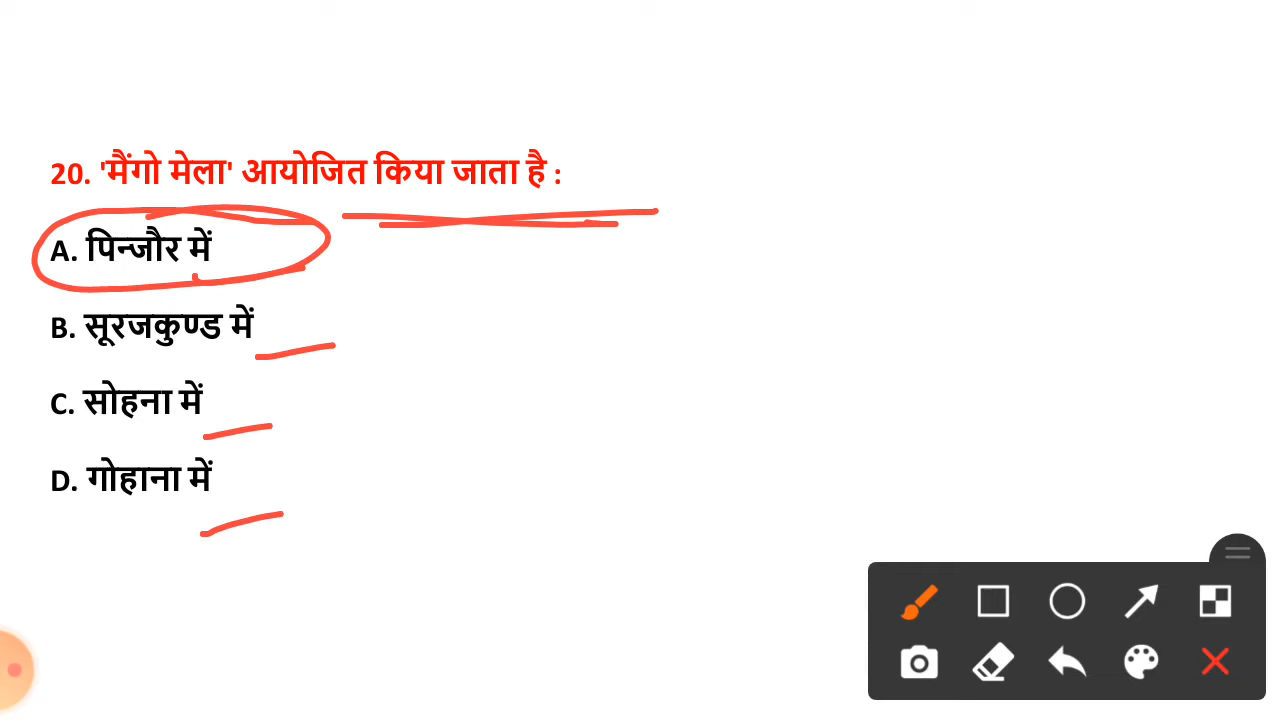 20. 'मैंगो मेला' आयोजित किया जाता है :
A. पिन्जौर में
B. सूरजकुण्ड में
C. सोहना में
D. गोहाना में